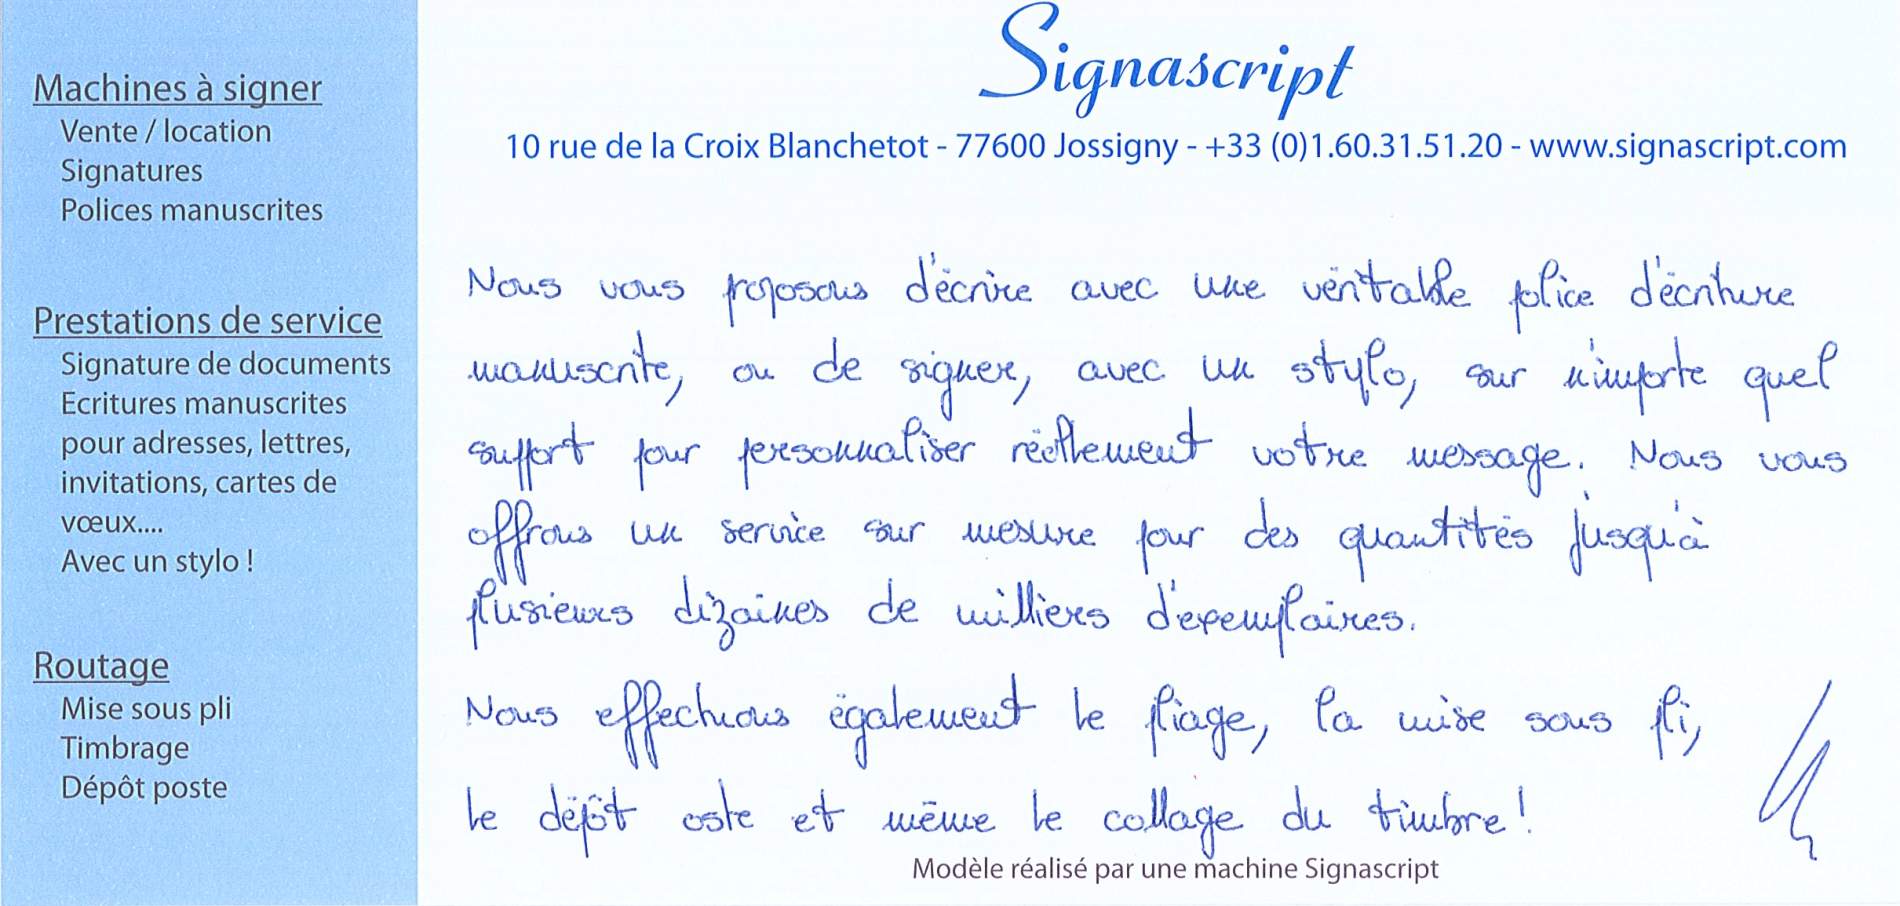 Machines à signer
Vente / location
Signatures
Polices manuscrites
Prestations de service
Signature de documents
Ecritures manuscrites
pour adresses, lettres,
invitations, cartes de
vœux....
Avec un stylo !
Routage
Mise sous pli
Timbrage
Dépôt poste
Signascript
10 rue de la Croix Blanchetot - 77600 Jossigny - +33 (0)1.60.31.51.20 - www.signascript.com
Nous vous proposons d'écrire avec une véritable police d'écriture
manuscrite, ou de signer, avec un stylo, sur n'importe quel
support pour personnaliser réellement votre message. Nous vous
offrons un service sur mesure pour des quantités jusqu'à
plusieurs dizaines de milliers d'exemplaires.
Nous effectuons également le pliage, la mise sous pli,
le dépôt oste et même le collage du timbre !
Modèle réalisé par une machine Signascript